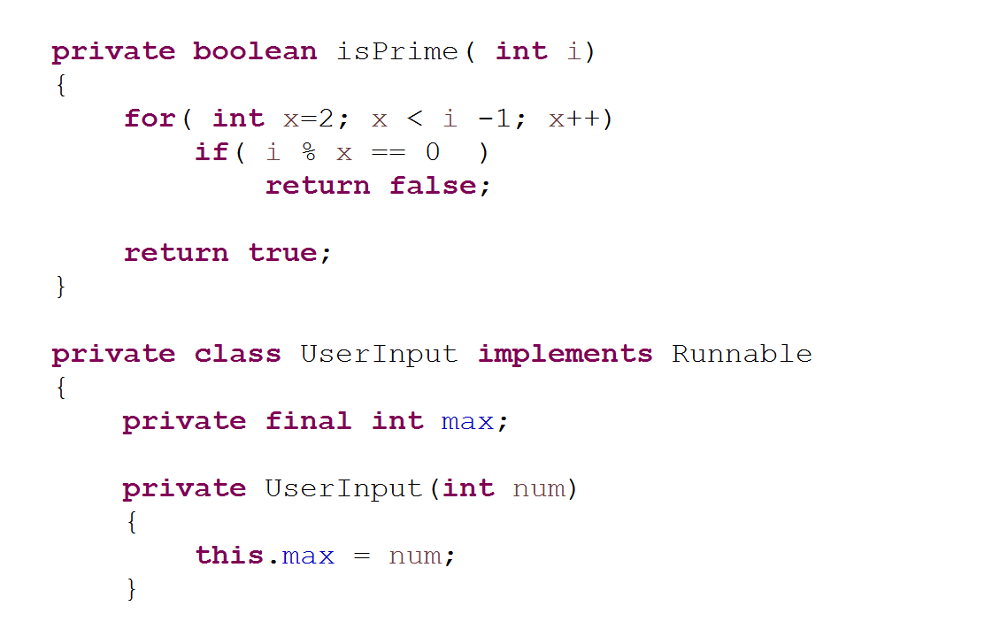 private boolean isPrime( int i)
{
    for( int x=2; x < i -1; x++)
        if( i % x == 0  )
            return false;

    return true;
}

private class UserInput implements Runnable
{
    private final int max;

    private UserInput(int num)
    {
        this.max = num;
    }